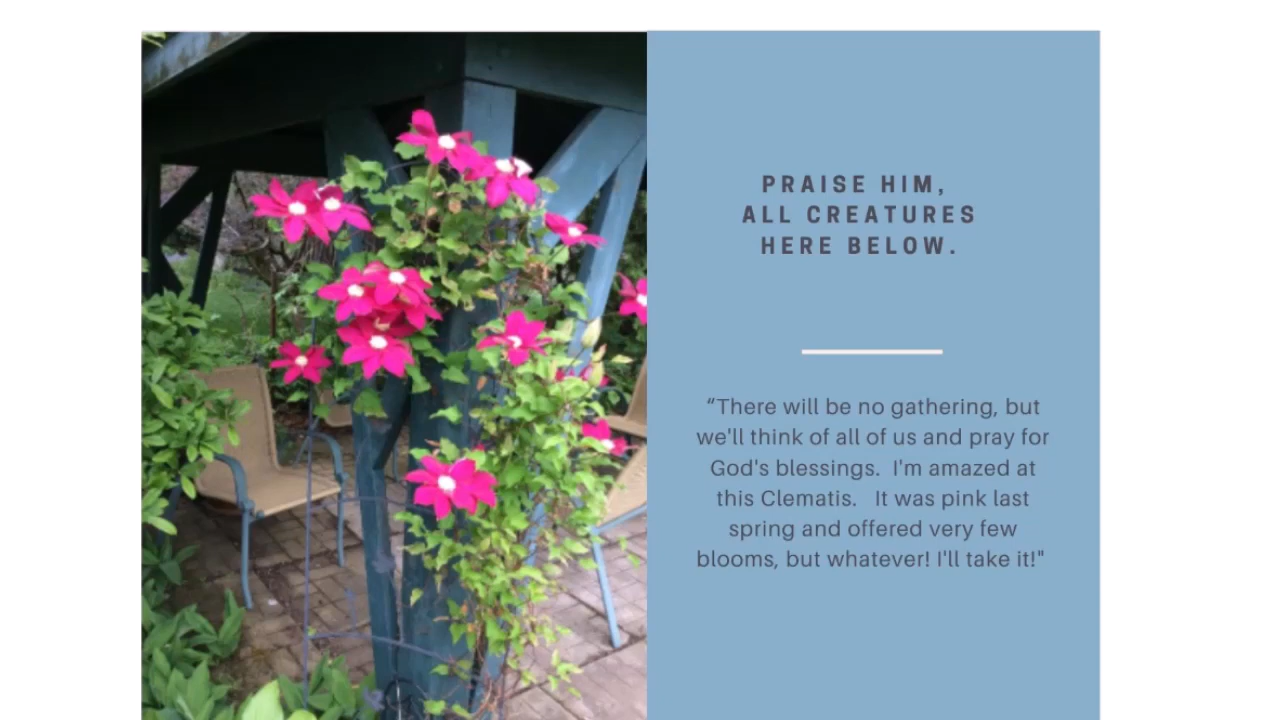 PRAISE HIM,
ALL CREATURES
HERE BELOW.
“There will be no gathering, but
we'll think of all of us and pray for
God's blessings.  I'm amazed at
this Clematis.   It was pink last
spring and offered very few
blooms, but whatever! I'll take it!"